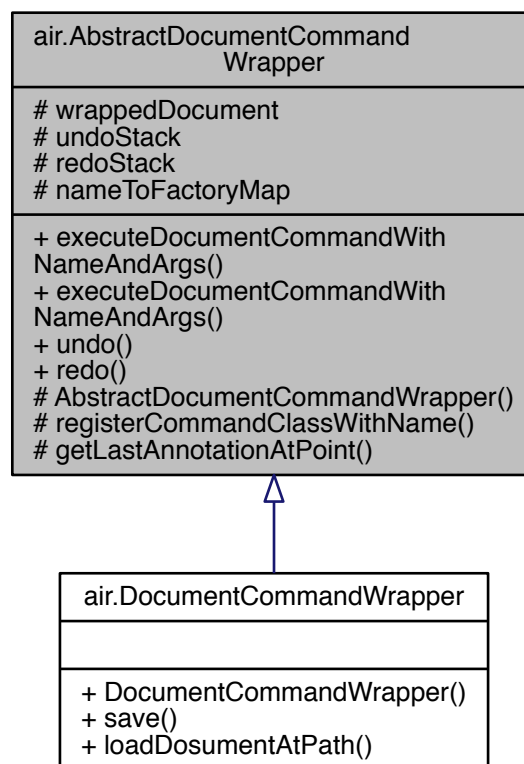 air.AbstractDocumentCommand
Wrapper
# wrappedDocument
# undoStack
# redoStack
# nameToFactoryMap
+ executeDocumentCommandWith
NameAndArgs()
+ executeDocumentCommandWith
NameAndArgs()
+ undo()
+ redo()
# AbstractDocumentCommandWrapper()
# registerCommandClassWithName()
# getLastAnnotationAtPoint()
air.DocumentCommandWrapper
+ DocumentCommandWrapper()
+ save()
+ loadDosumentAtPath()